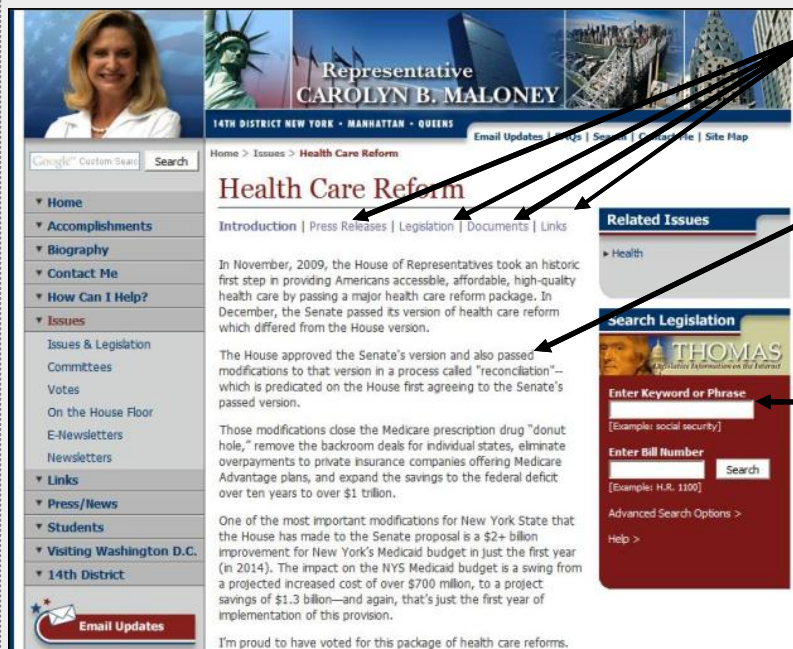 Representative
CAROLYN B. MALONEY
14TH DISTRICT NEW YORK • MANHATTAN • QUEENS
Email Updates | FAQs | Search | Contact Me | Site Map
Google™ Custom Search
Search
Home > Issues > Health Care Reform
Health Care Reform
Introduction | Press Releases | Legislation | Documents | Links
Home
Accomplishments
Biography
Contact Me
How Can I Help?
Issues
Issues & Legislation
Committees
Votes
On the House Floor
E-Newsletters
Newsletters
Links
Press/News
Students
Visiting Washington D.C.
14th District
Email Updates
In November, 2009, the House of Representatives took an historic
first step in providing Americans accessible, affordable, high-quality
health care by passing a major health care reform package. In
December, the Senate passed its version of health care reform
which differed from the House version.
The House approved the Senate's version and also passed
modifications to that version in a process called "reconciliation"--
which is predicated on the House first agreeing to the Senate's
passed version.
Those modifications close the Medicare prescription drug "donut
hole," remove the backroom deals for individual states, eliminate
overpayments to private insurance companies offering Medicare
Advantage plans, and expand the savings to the federal deficit
over ten years to over $1 trillion.
One of the most important modifications for New York State that
the House has made to the Senate proposal is a $2+ billion
improvement for New York's Medicaid budget in just the first year
(in 2014). The impact on the NYS Medicaid budget is a swing from
a projected increased cost of over $700 million, to a project
savings of $1.3 billion—and again, that's just the first year of
implementation of this provision.
I'm proud to have voted for this package of health care reforms.
Related Issues
Health
Search Legislation
THOMAS
Legislative Information on the Internet
Enter Keyword or Phrase
[Example: social security]
Enter Bill Number
Search
[Example: H.R. 1100]
Advanced Search Options >
Help >